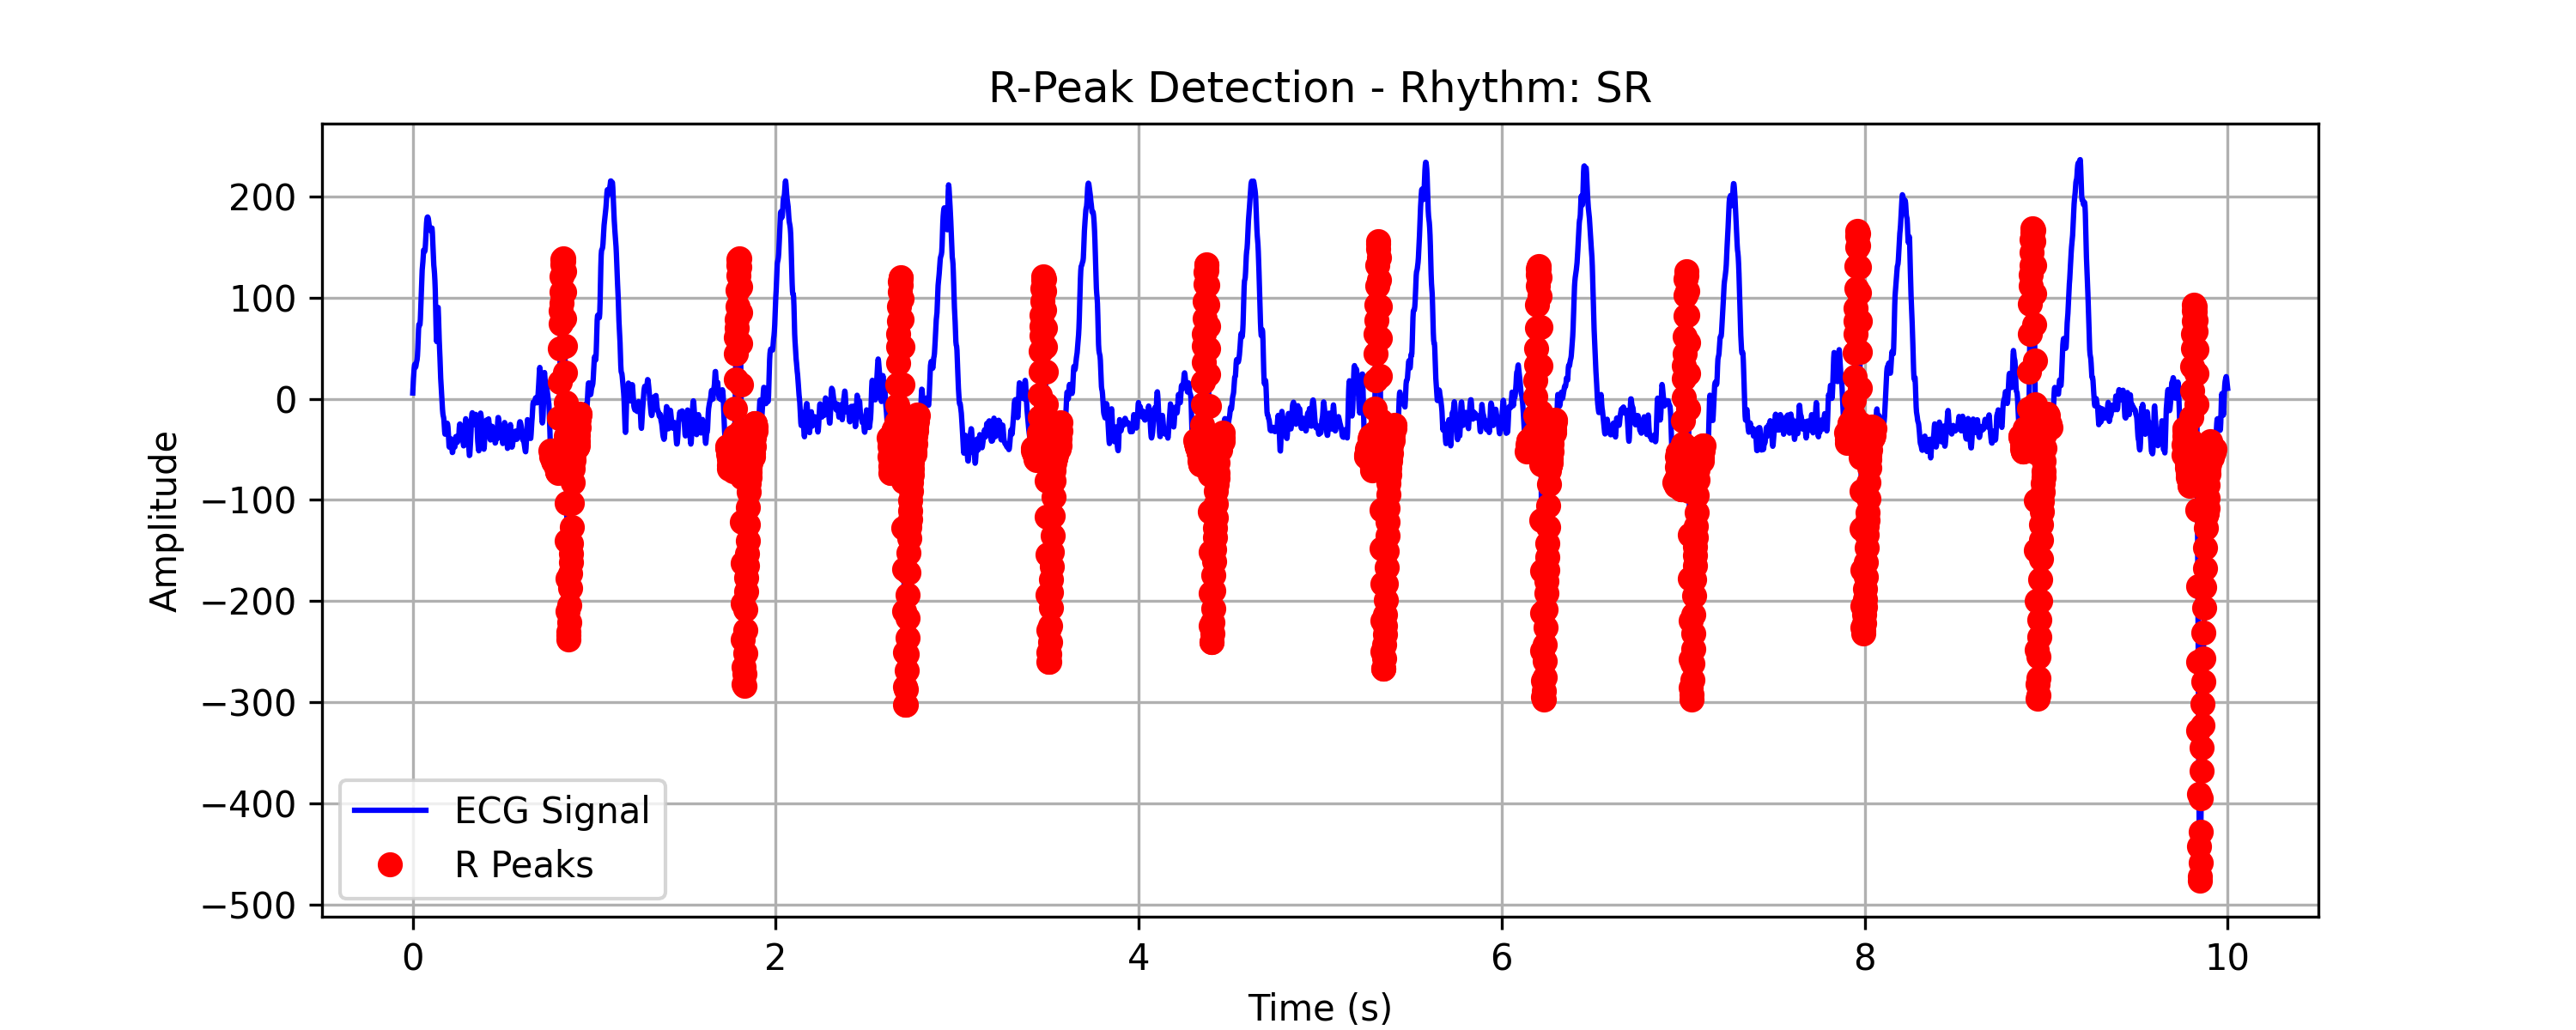 R-Peak Detection - Rhythm: SR
Amplitude
200
100
0
−100
−200
−300
−400
−500
ECG Signal
R Peaks
0 2 4 6 8 10
Time (s)